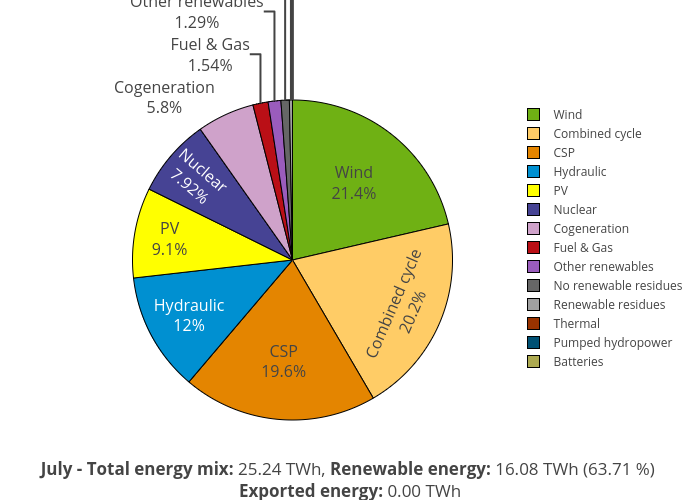 Other renewables
1.29%
Fuel & Gas
1.54%
Cogeneration
5.8%
Nuclear
7.92%
PV
9.1%
Hydraulic
12%
CSP
19.6%
Combined cycle
20.2%
Wind
21.4%
Wind
Combined cycle
CSP
Hydraulic
PV
Nuclear
Cogeneration
Fuel & Gas
Other renewables
No renewable residues
Renewable residues
Thermal
Pumped hydropower
Batteries
July - Total energy mix: 25.24 TWh, Renewable energy: 16.08 TWh (63.71 %)
Exported energy: 0.00 TWh